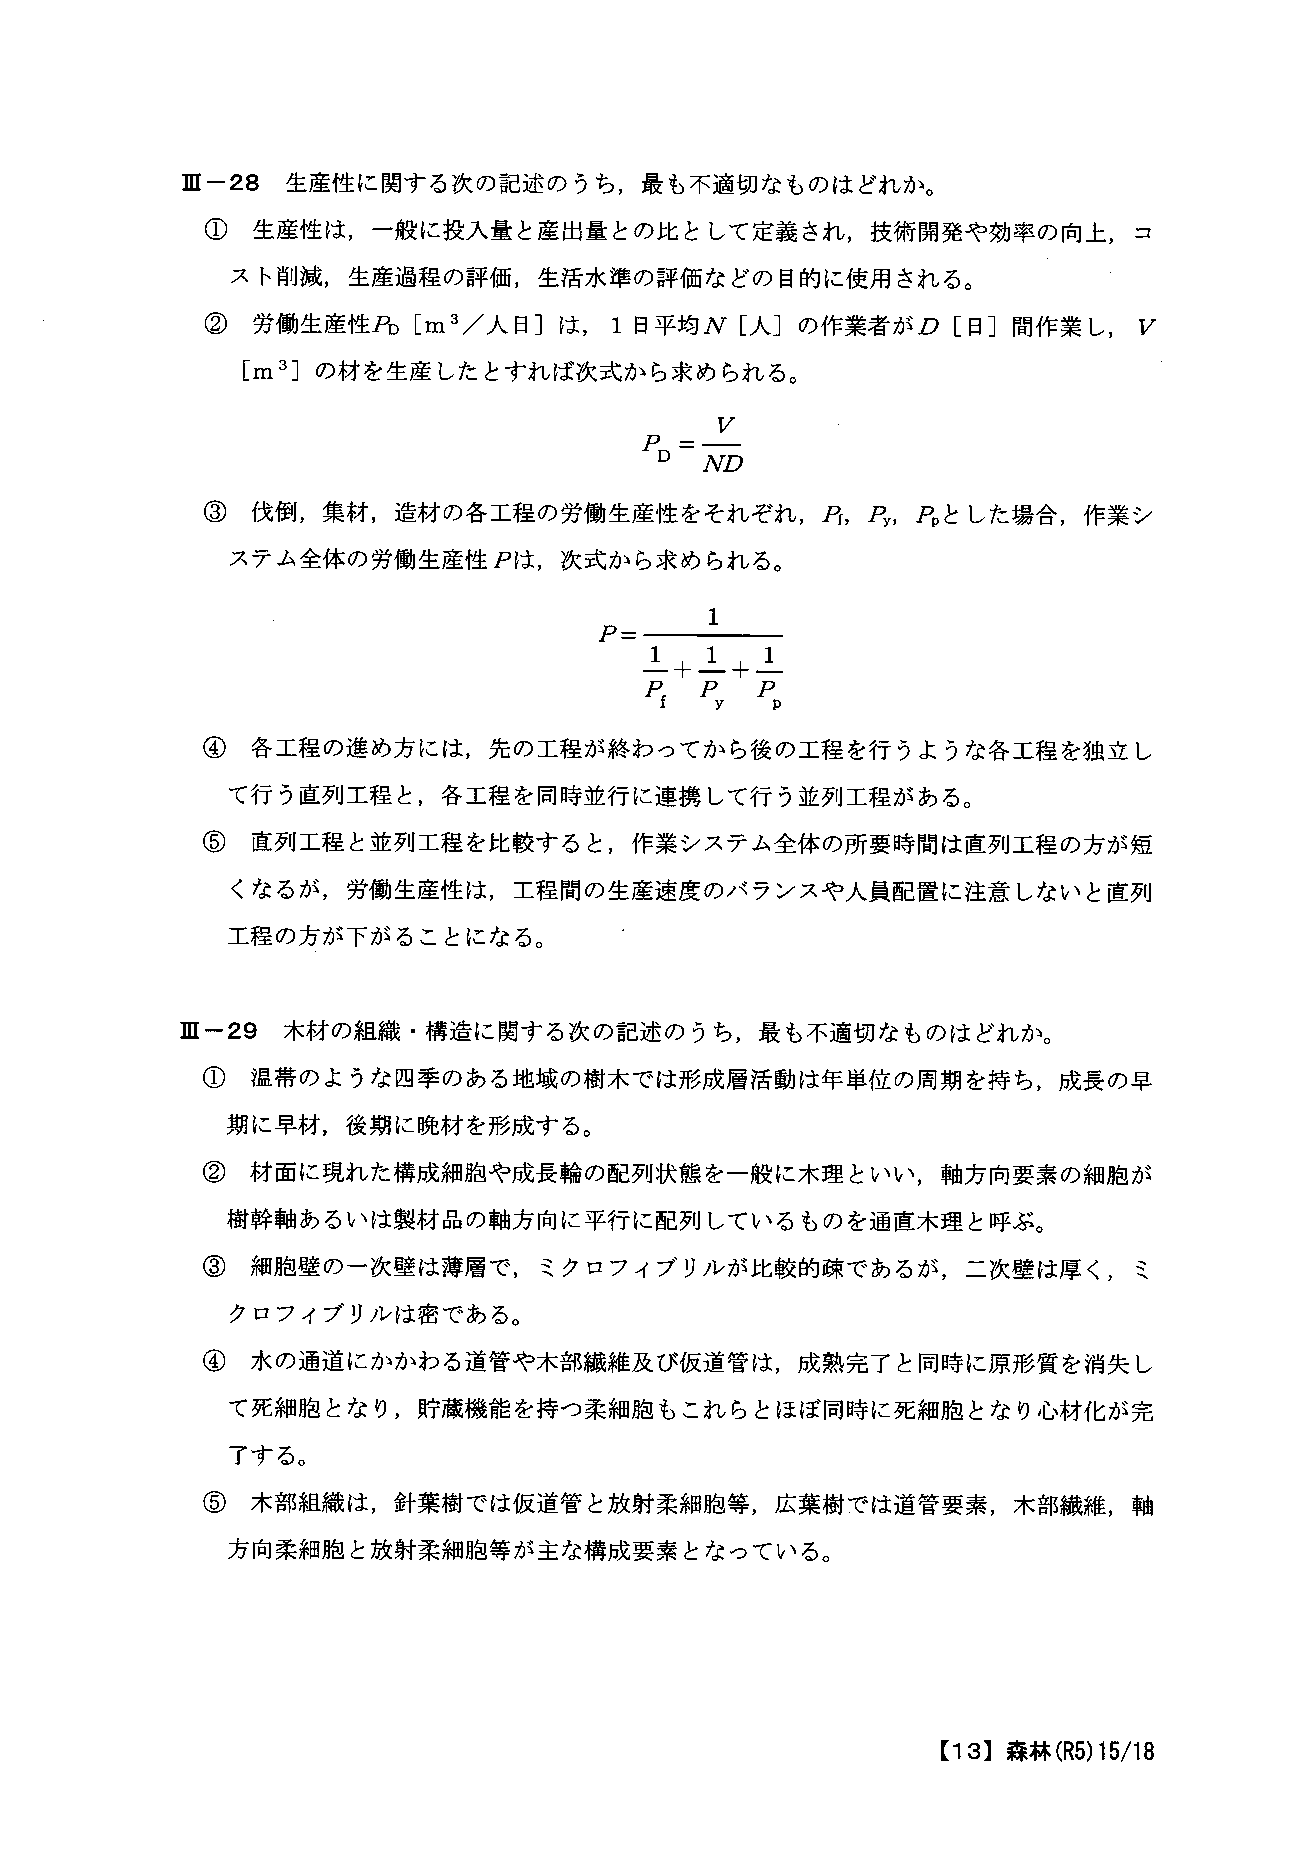 Ⅲ－28　生産性に関する次の記述のうち，最も不適切なものはどれか。
①　生産性は，一般に投入量と産出量との比として定義され，技術開発や効率の向上，コ
スト削減，生産過程の評価，生活水準の評価などの目的に使用される。
②　労働生産性P_D［m³／人日］は，１日平均N［人］の作業者がD［日］間作業し，V
［m³］の材を生産したとすれば次式から求められる。
P_D = V / ND
③　伐倒，集材，造材の各工程の労働生産性をそれぞれ，P_f，P_y，P_pとした場合，作業シ
ステム全体の労働生産性Pは，次式から求められる。
P = 1 / (1/P_f + 1/P_y + 1/P_p)
④　各工程の進め方には，先の工程が終わってから後の工程を行うような各工程を独立し
て行う直列工程と，各工程を同時並行に連携して行う並列工程がある。
⑤　直列工程と並列工程を比較すると，作業システム全体の所要時間は直列工程の方が短
くなるが，労働生産性は，工程間の生産速度のバランスや人員配置に注意しないと直列
工程の方が下がることになる。
Ⅲ－29　木材の組織・構造に関する次の記述のうち，最も不適切なものはどれか。
①　温帯のような四季のある地域の樹木では形成層活動は年単位の周期を持ち，成長の早
期に早材，後期に晩材を形成する。
②　材面に現れた構成細胞や成長輪の配列状態を一般に木理といい，軸方向要素の細胞が
樹幹軸あるいは製材品の軸方向に平行に配列しているものを通直木理と呼ぶ。
③　細胞壁の一次壁は薄層で，ミクロフィブリルが比較的疎であるが，二次壁は厚く，ミ
クロフィブリルは密である。
④　水の通道にかかわる道管や木部繊維及び仮道管は，成熟完了と同時に原形質を消失し
て死細胞となり，貯蔵機能を持つ柔細胞もこれらとほぼ同時に死細胞となり心材化が完
了する。
⑤　木部組織は，針葉樹では仮道管と放射柔細胞等，広葉樹では道管要素，木部繊維，軸
方向柔細胞と放射柔細胞等が主な構成要素となっている。
【13】森林(R5)15/18